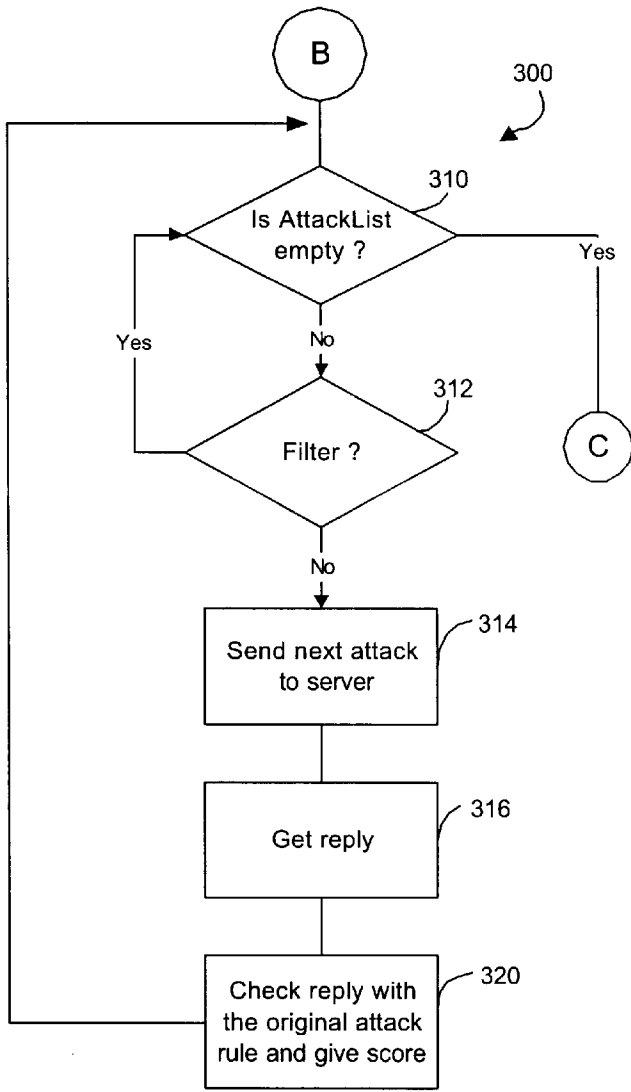 B
300
310
Is AttackList
empty ?
Yes
Yes
No
312
Filter ?
C
No
314
Send next attack
to server
316
Get reply
320
Check reply with
the original attack
rule and give score